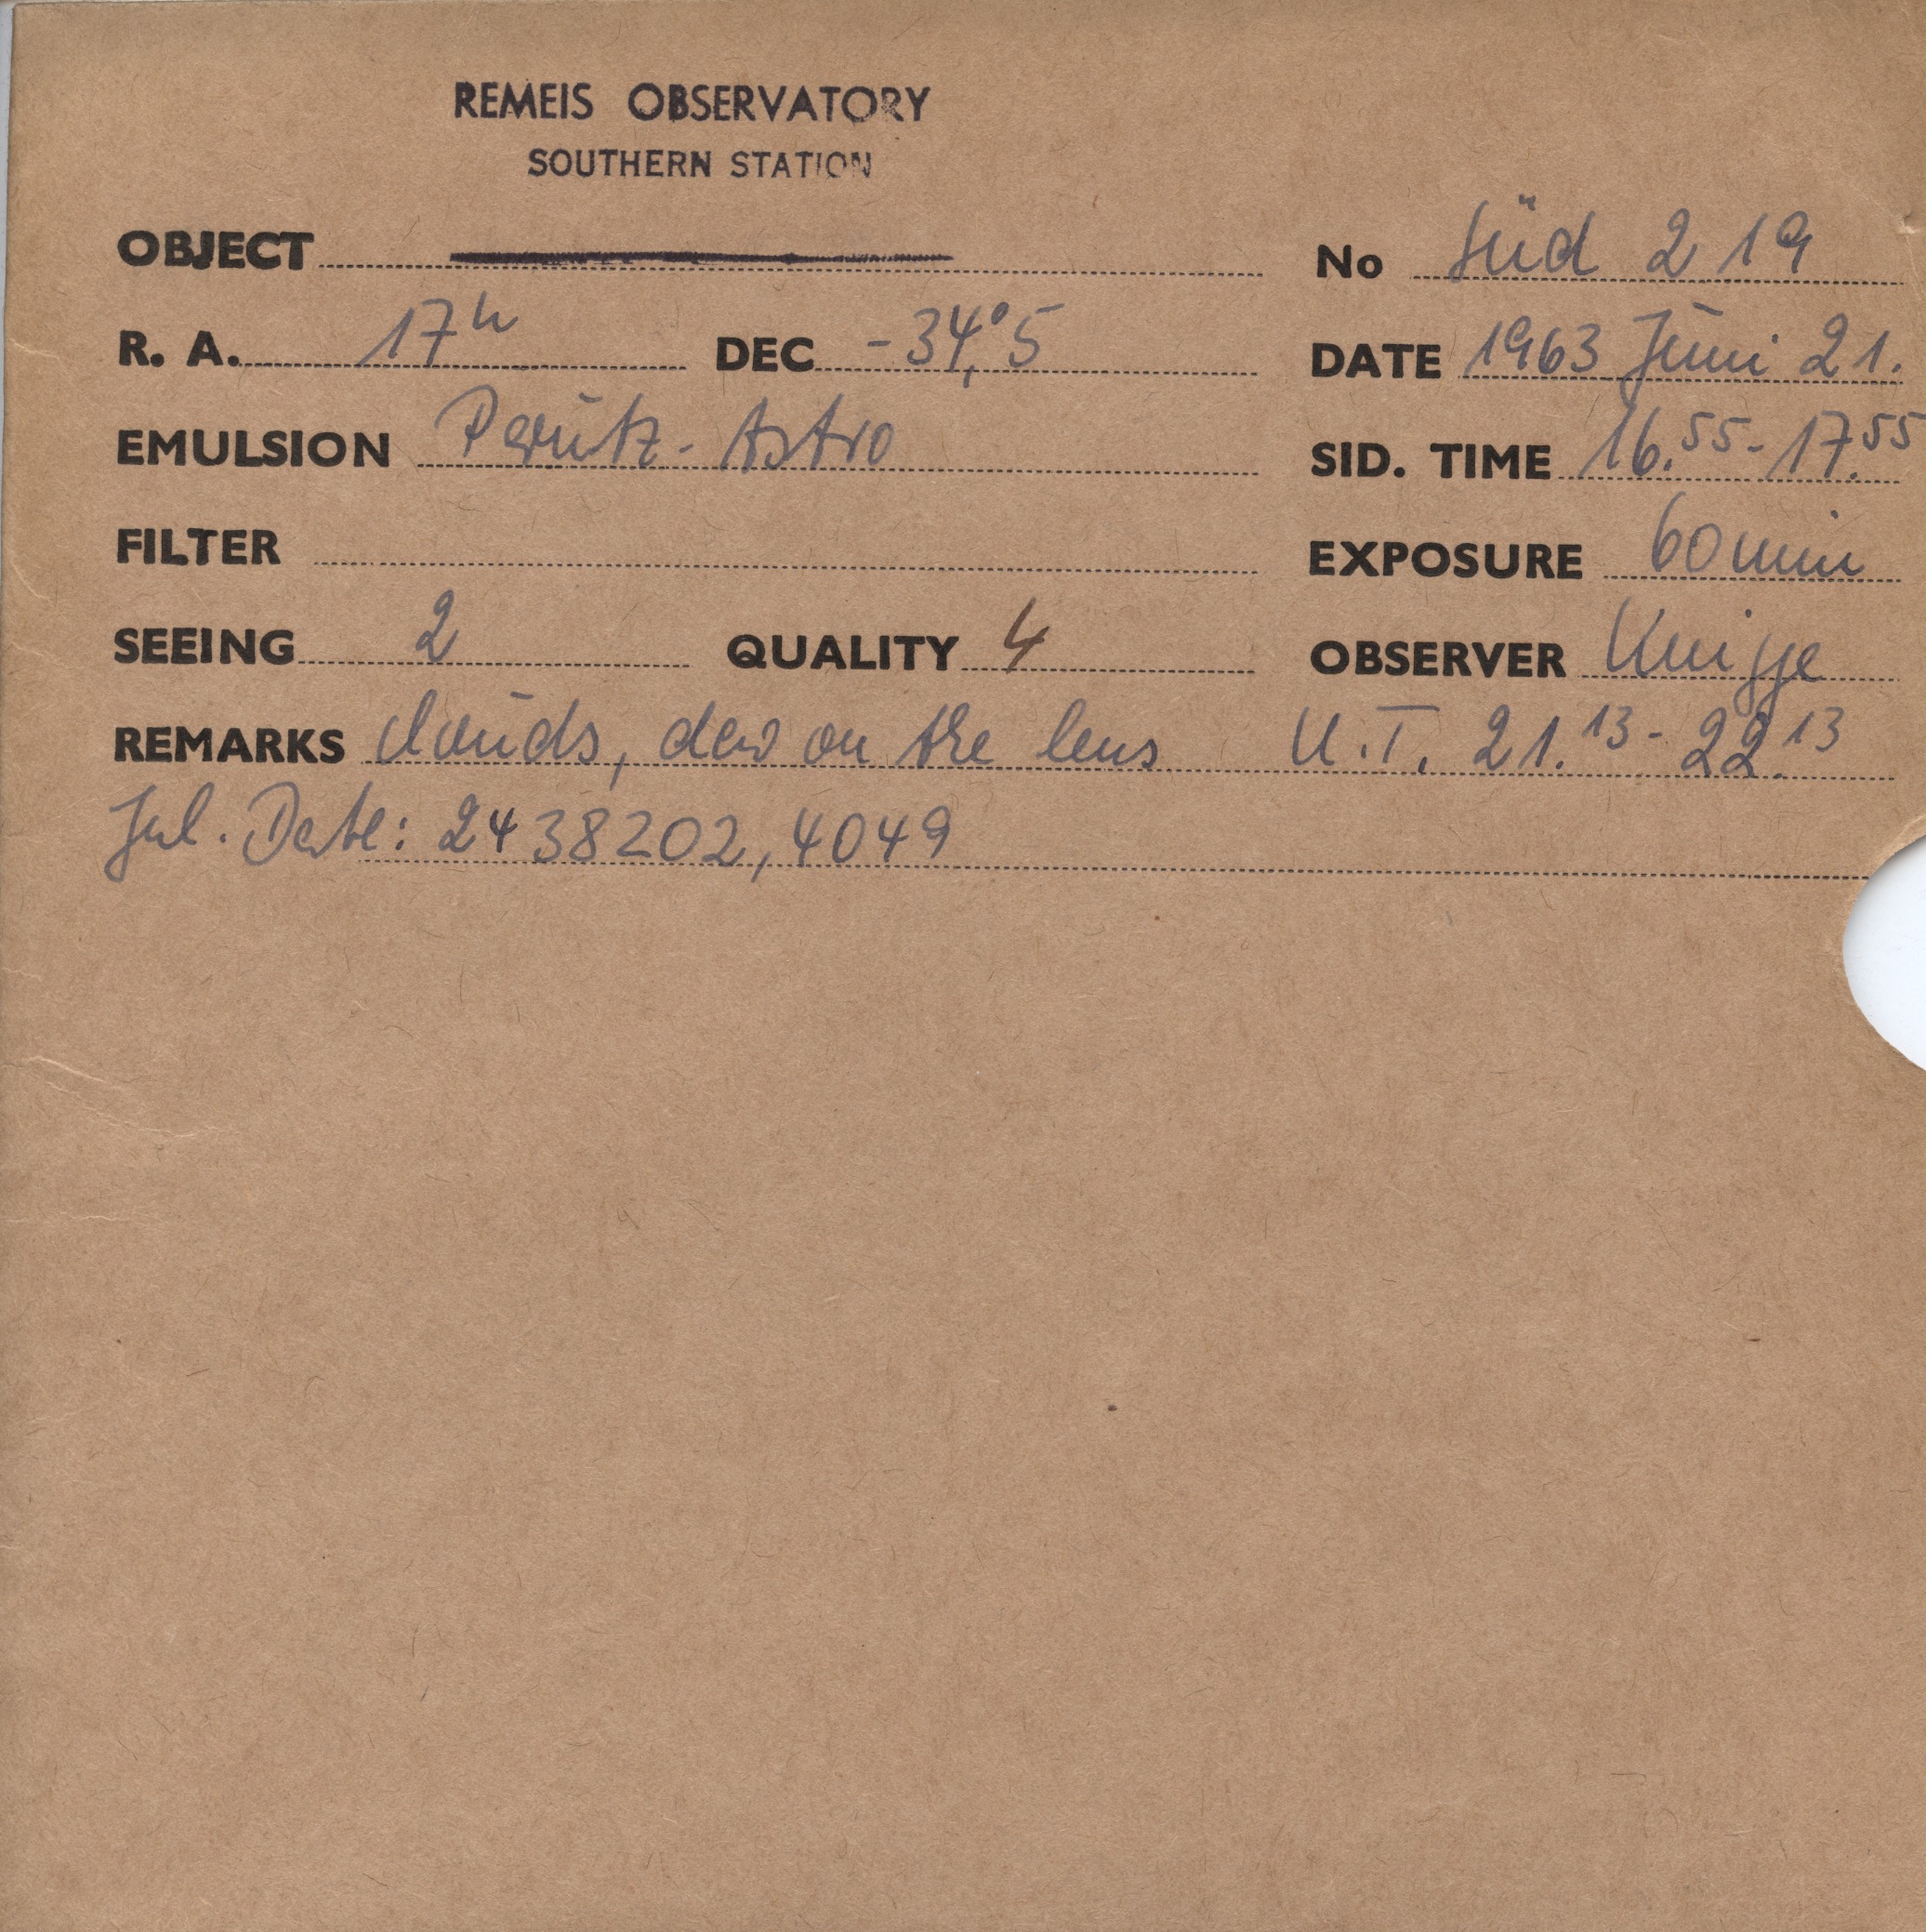 REMEIS OBSERVATORY
SOUTHERN STATION
OBJECT No Süd 219
R. A. 17h DEC -34,°5 DATE 1963 Juni 21.
EMULSION Perutz-Astro SID. TIME 16.55-17.55
FILTER EXPOSURE 60 min
SEEING 2 QUALITY 4 OBSERVER Knigge
REMARKS clouds, dew on the lens U.T. 21.13-22.13
Jul. Date: 2438202,4049